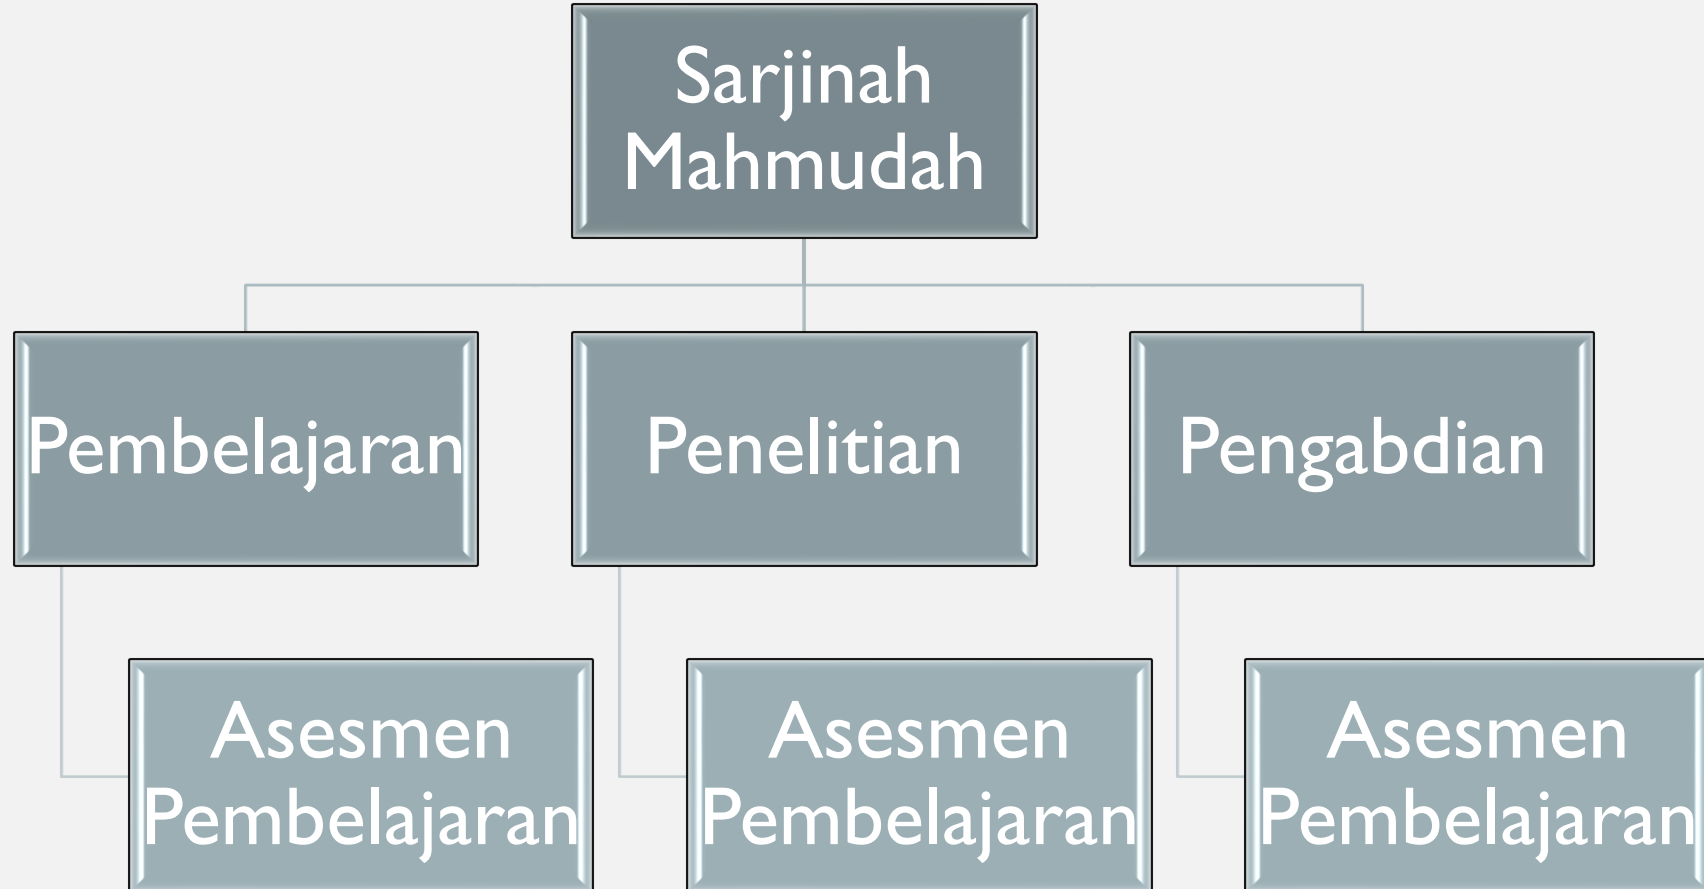 Sarjinah
Mahmudah
Pembelajaran
Penelitian
Pengabdian
Asesmen
Pembelajaran
Asesmen
Pembelajaran
Asesmen
Pembelajaran